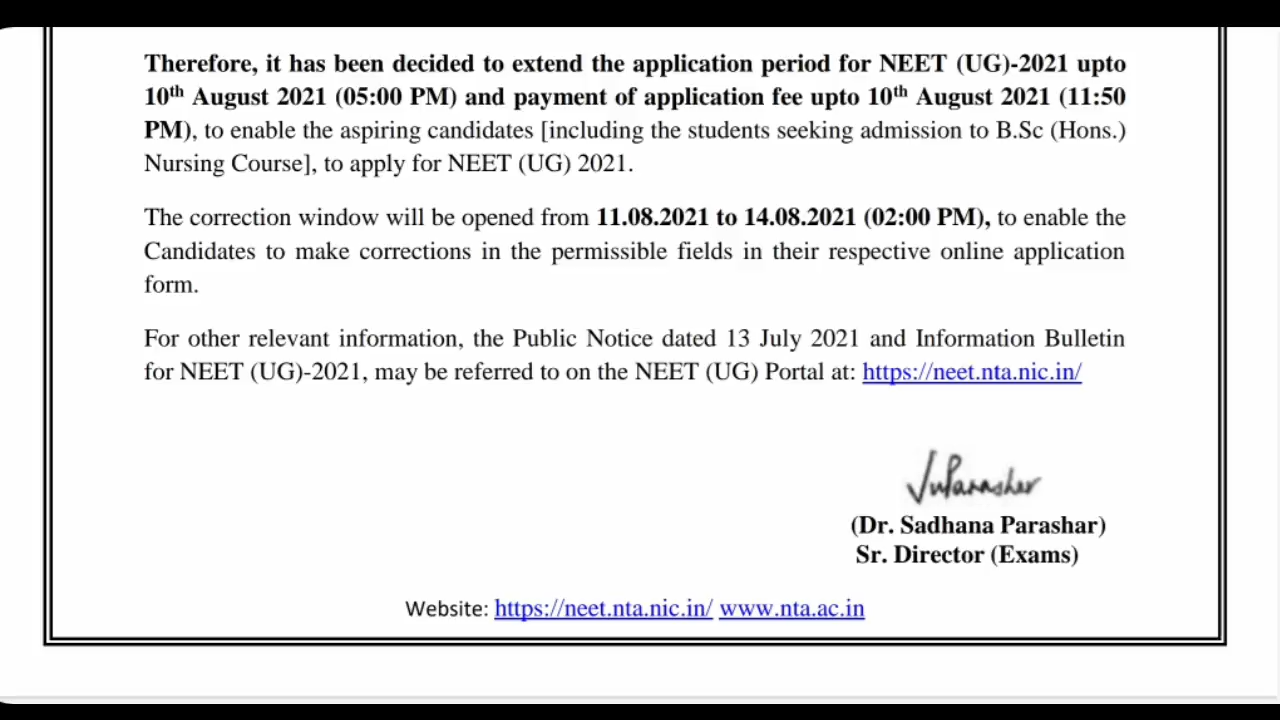 Therefore, it has been decided to extend the application period for NEET (UG)-2021 upto
10th August 2021 (05:00 PM) and payment of application fee upto 10th August 2021 (11:50
PM), to enable the aspiring candidates [including the students seeking admission to B.Sc (Hons.)
Nursing Course], to apply for NEET (UG) 2021.
The correction window will be opened from 11.08.2021 to 14.08.2021 (02:00 PM), to enable the
Candidates to make corrections in the permissible fields in their respective online application
form.
For other relevant information, the Public Notice dated 13 July 2021 and Information Bulletin
for NEET (UG)-2021, may be referred to on the NEET (UG) Portal at: https://neet.nta.nic.in/
(Dr. Sadhana Parashar)
Sr. Director (Exams)
Website: https://neet.nta.nic.in/ www.nta.ac.in